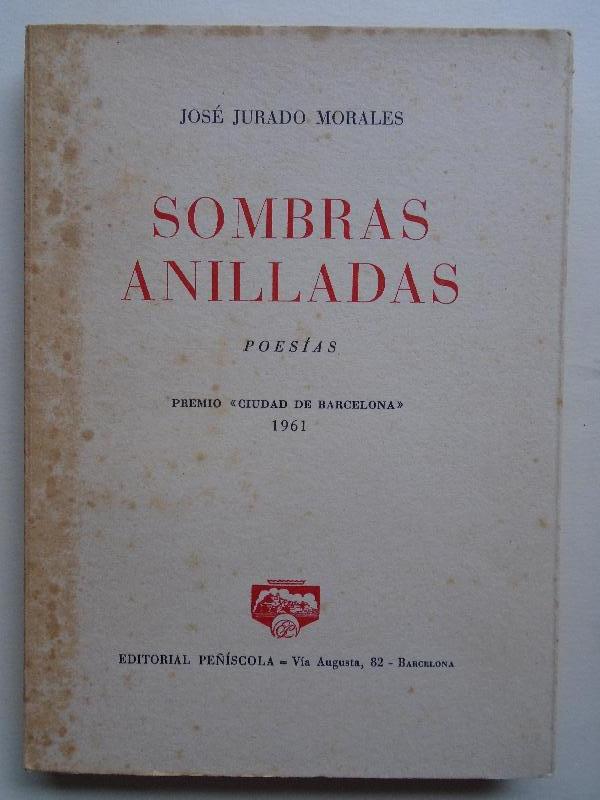 JOSÉ JURADO MORALES
SOMBRAS
ANILLADAS
POESÍAS
PREMIO «CIUDAD DE BARCELONA»
1961
EDITORIAL PEÑÍSCOLA = Vía Augusta, 82 - BARCELONA